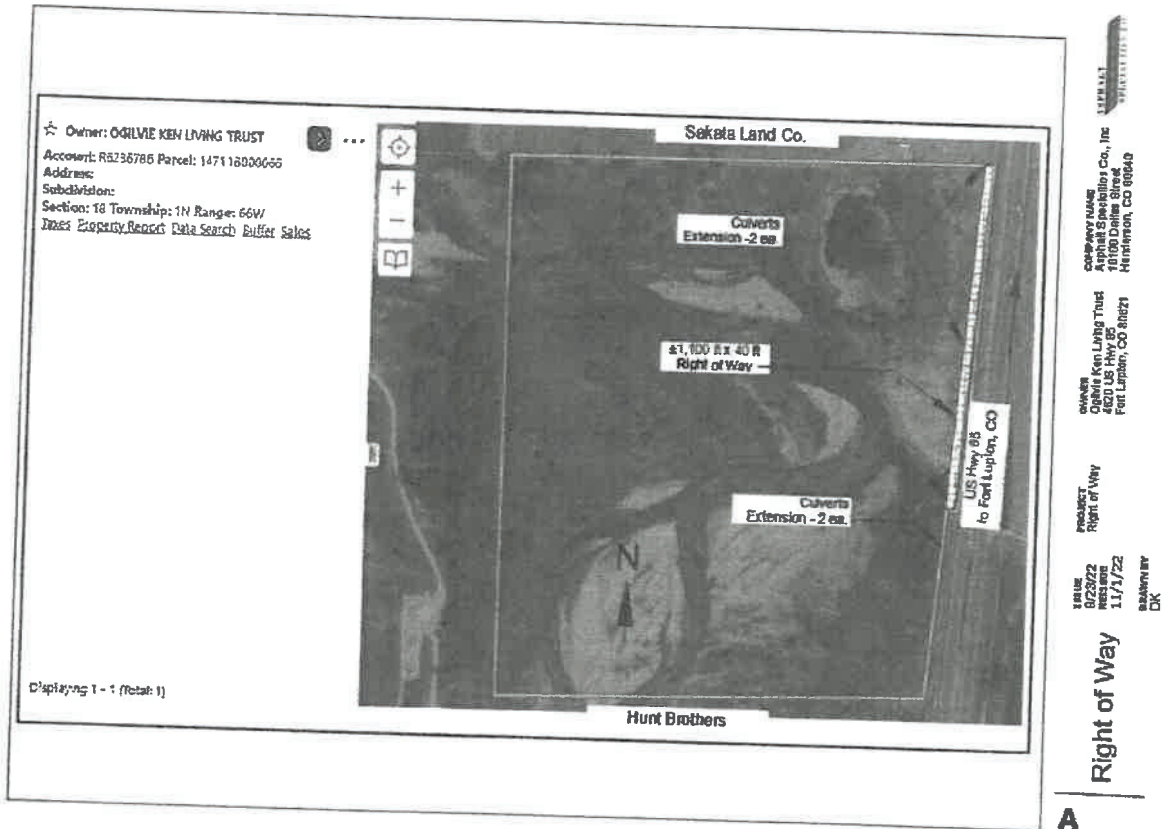 Owner: OGILVIE KEN LIVING TRUST
Account: R6236786 Parcel: 147118000066
Address:
Subdivision:
Section: 18 Township: 1N Range: 66W
Taxes Property Report Data Search Buffer Sales
Displaying 1 - 1 (Total: 1)
Sakata Land Co.
Culverts
Extension -2 ea.
±1,100 ft x 40 ft
Right of Way
US Hwy 85
to Fort Lupton, CO
Culverts
Extension - 2 ea.
N
Hunt Brothers
COMPANY NAME
Asphalt Specialties Co., Inc
10100 Dallas Street
Henderson, CO 80640
OWNER
Ogilvie Ken Living Trust
4620 US Hwy 85
Fort Lupton, CO 80621
PROJECT
Right of Way
ISSUE
9/23/22
11/1/22
DRAWN BY
DK
Right of Way
A